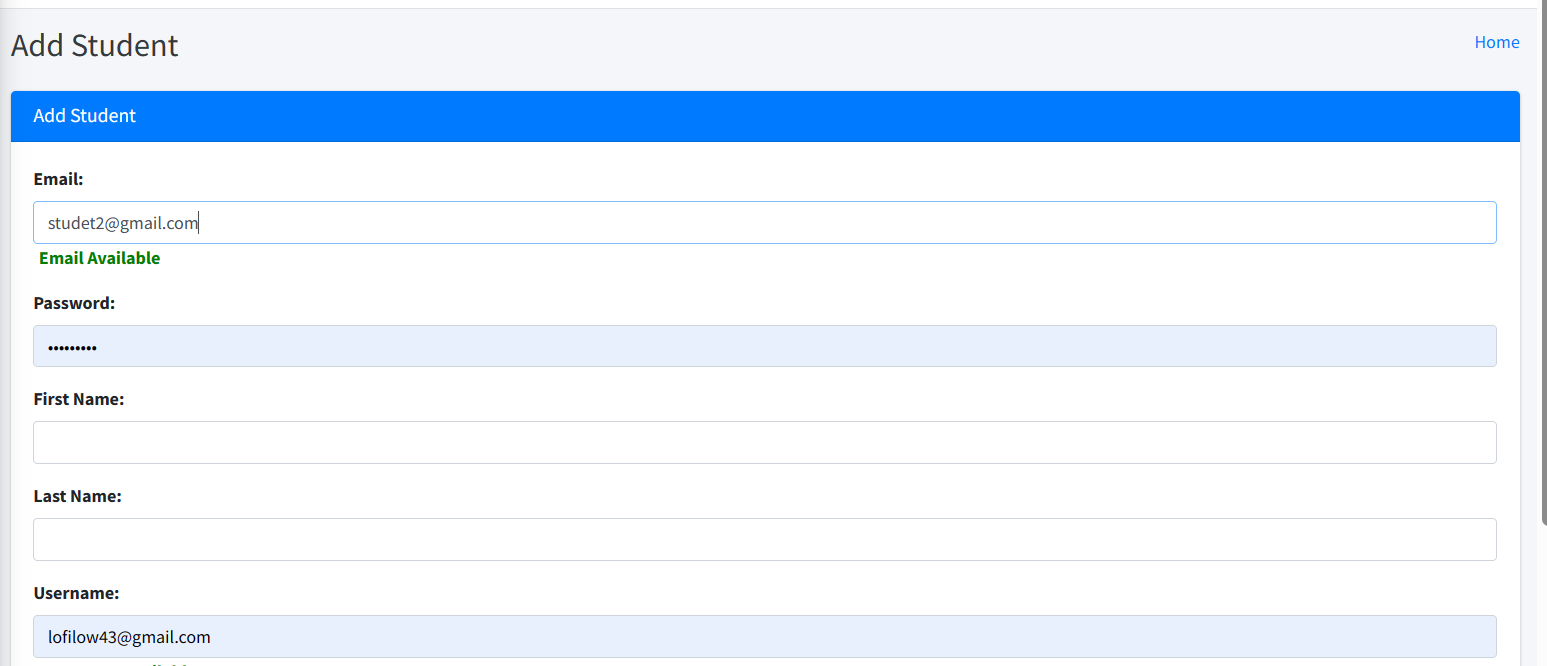 Add Student
Home
Add Student
Email:
studet2@gmail.com
Email Available
Password:
•••••••••
First Name:
Last Name:
Username:
lofilow43@gmail.com